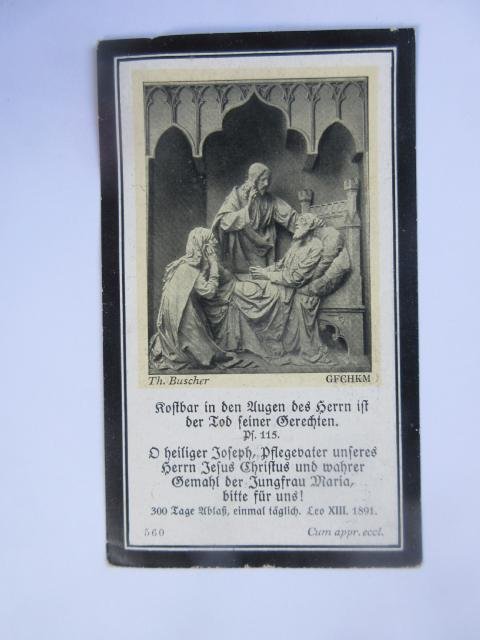 Th. Buscher GFCHKM
Kostbar in den Augen des Herrn ist
der Tod seiner Gerechten.
Ps. 115.
O heiliger Joseph, Pflegevater unseres
Herrn Jesus Christus und wahrer
Gemahl der Jungfrau Maria,
bitte für uns!
300 Tage Ablaß, einmal täglich. Leo XIII. 1891.
560 Cum appr. eccl.